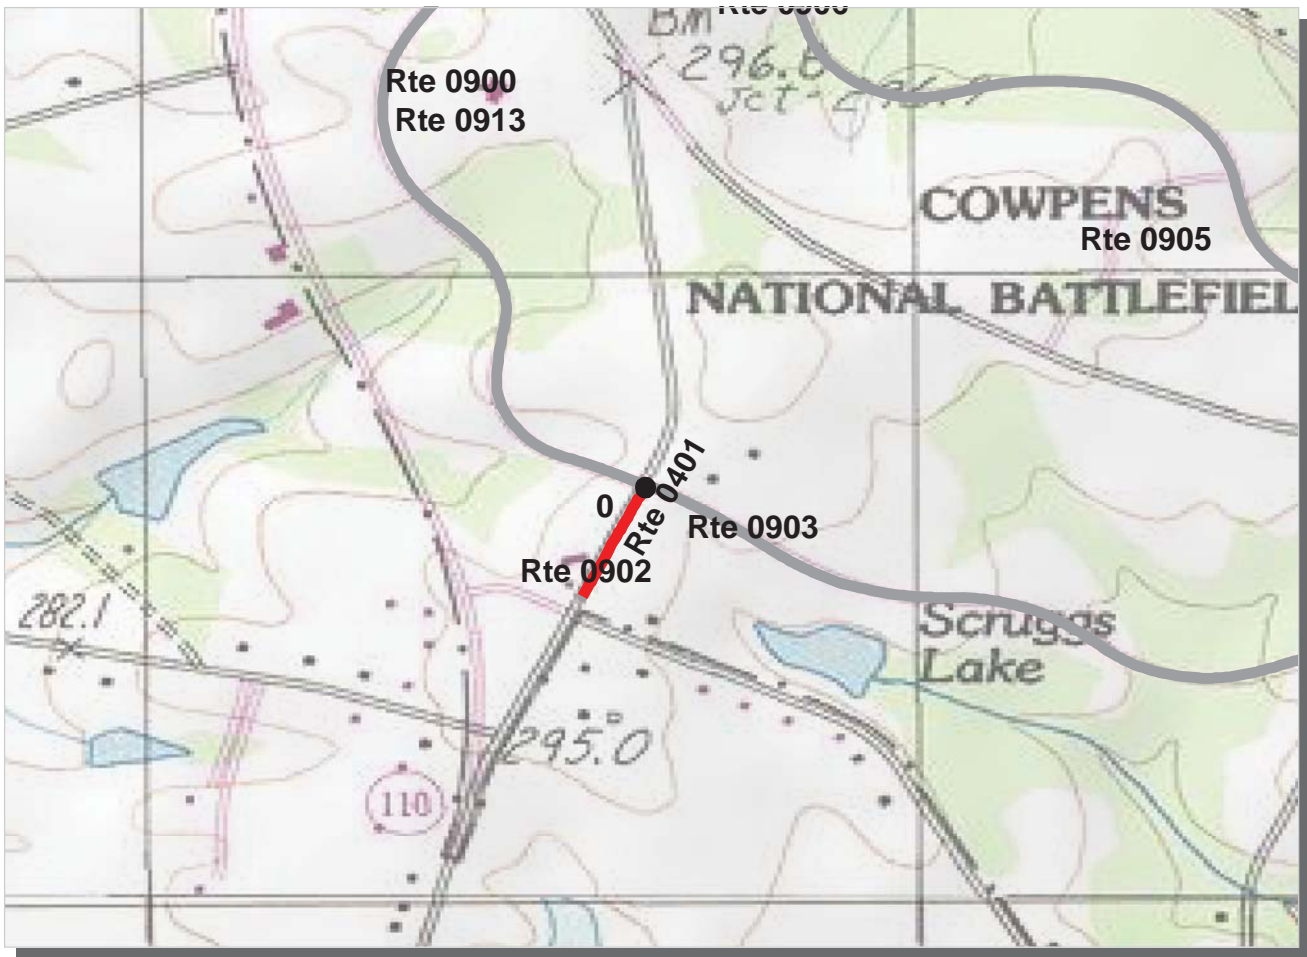 BM
296.8
Rte 0900
Rte 0913
COWPENS
Rte 0905
NATIONAL BATTLEFIEL
Rte 0401
0
Rte 0903
Rte 0902
282.1
Scruggs
Lake
295.0
110